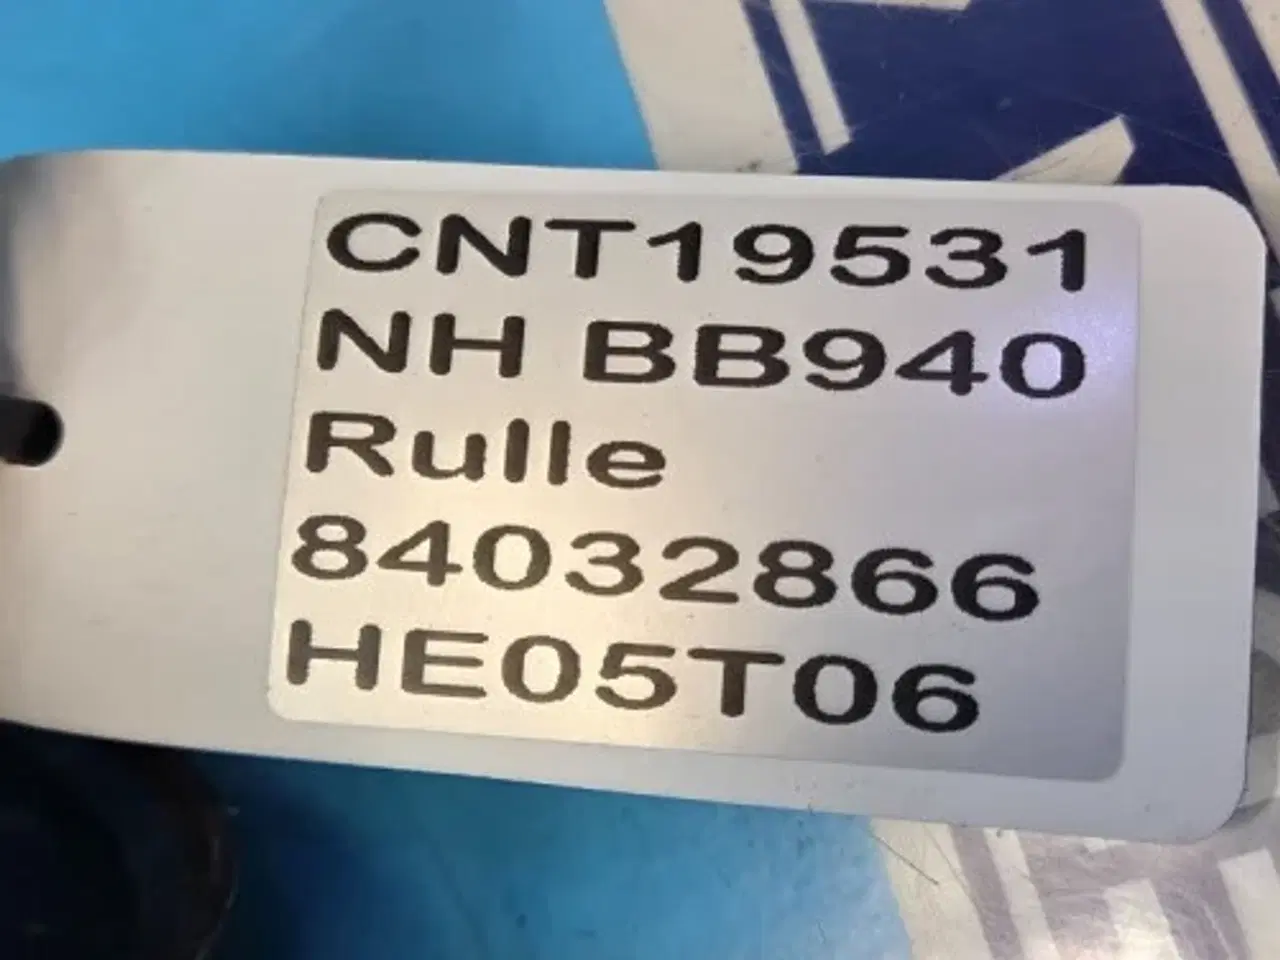 CNT19531
NH BB940
Rulle
84032866
HE05T06